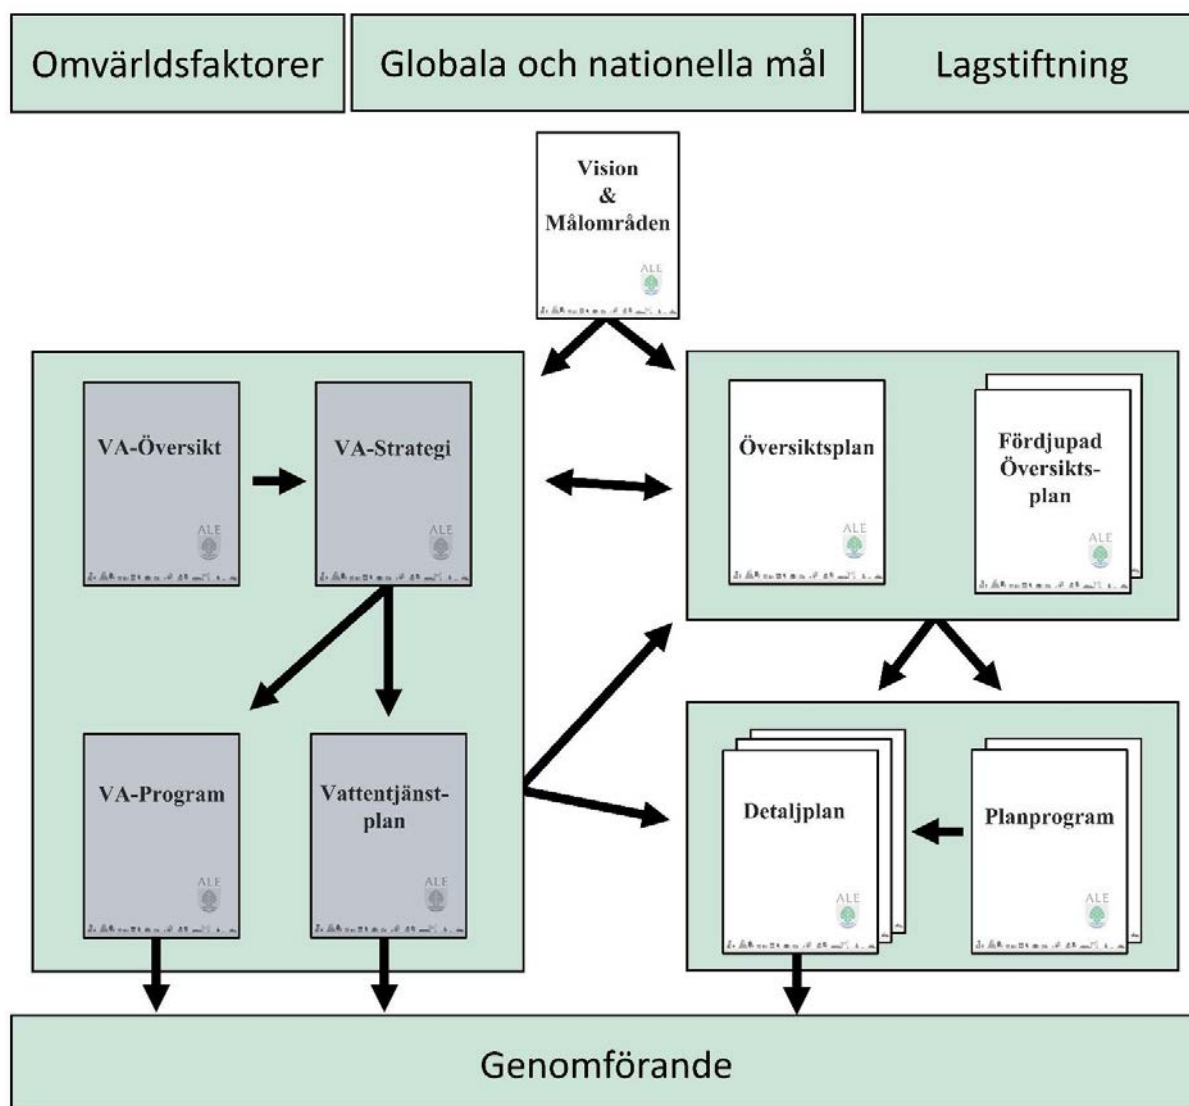 Omvärldsfaktorer
Globala och nationella mål
Lagstiftning
Vision
&
Målområden
ALE
VA-Översikt
ALE
VA-Strategi
ALE
Översiktsplan
ALE
Fördjupad
Översikts-
plan
ALE
VA-Program
ALE
Vattentjänst-
plan
ALE
Detaljplan
ALE
Planprogram
ALE
Genomförande